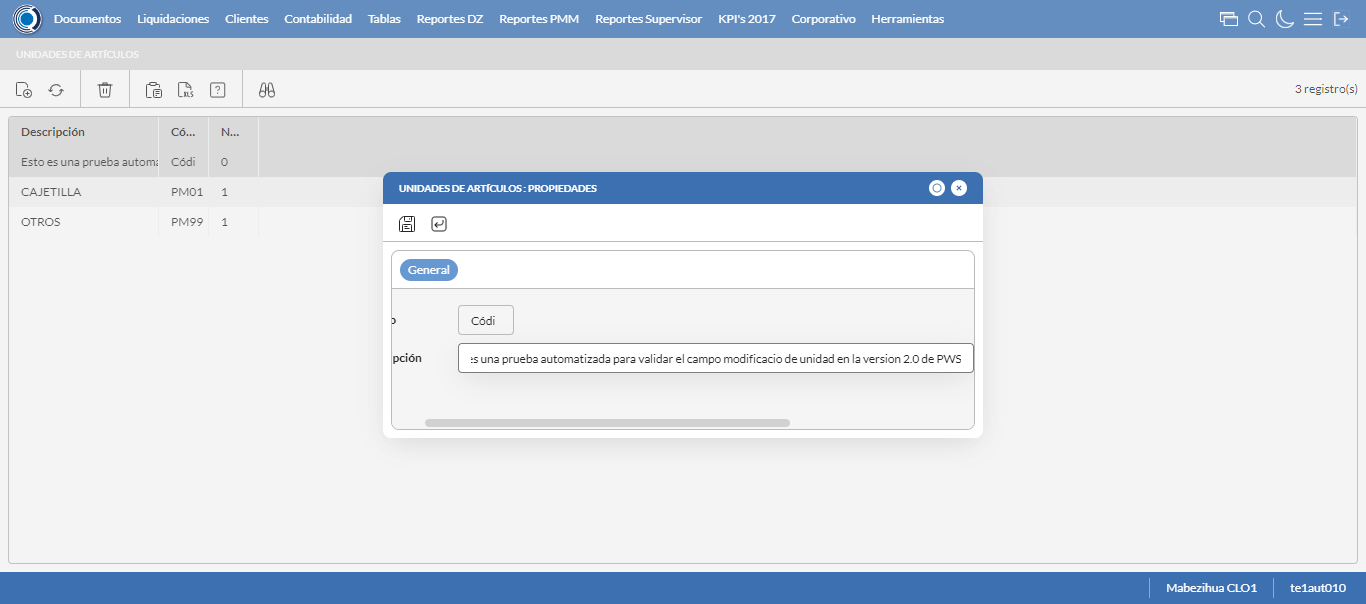 Documentos Liquidaciones Clientes Contabilidad Tablas Reportes DZ Reportes PMM Reportes Supervisor KPI's 2017 Corporativo Herramientas
UNIDADES DE ARTÍCULOS
XLS ? 3 registro(s)
Descripción Có... N...
Esto es una prueba automa Códi 0
CAJETILLA PM01 1
OTROS PM99 1
UNIDADES DE ARTÍCULOS : PROPIEDADES
General
o Códi
pción es una prueba automatizada para validar el campo modificacio de unidad en la version 2.0 de PWS
Mabezihua CLO1 te1aut010